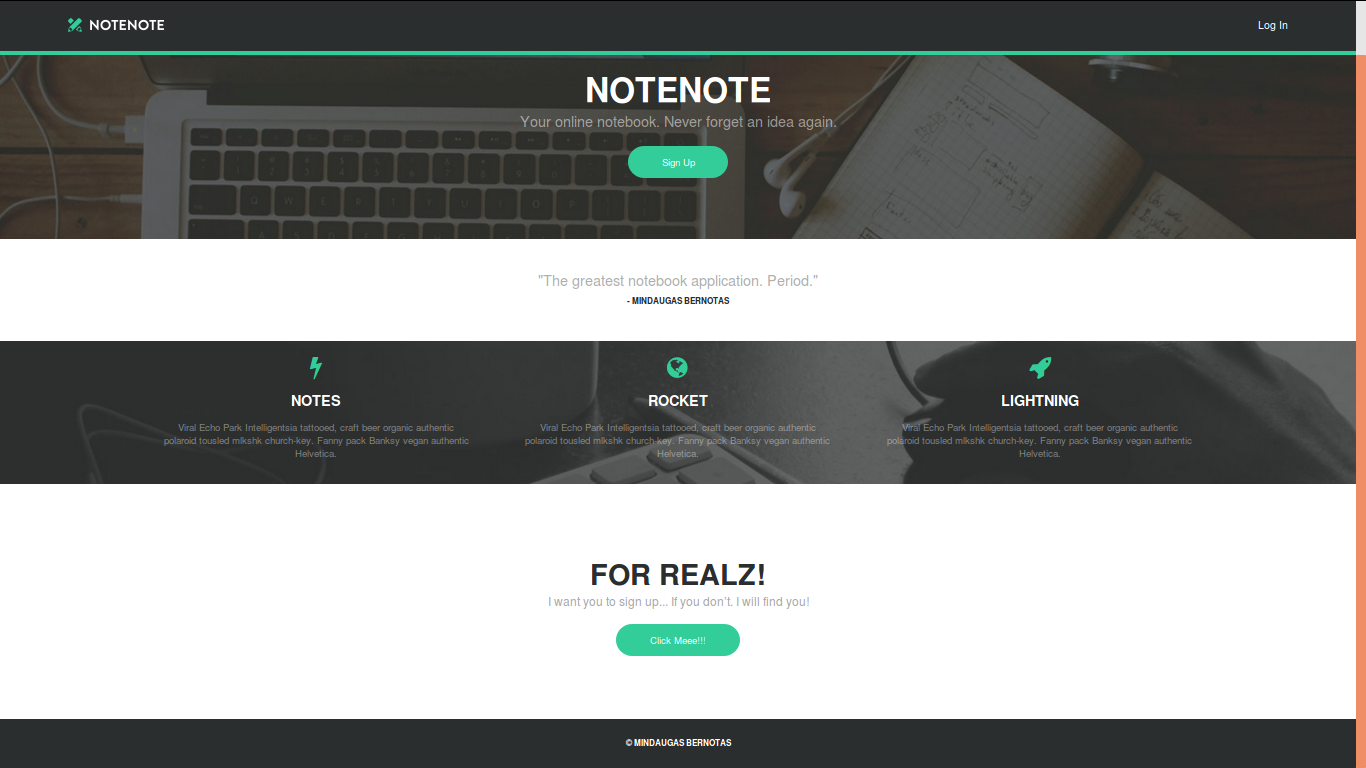 NOTENOTE
Log In
NOTENOTE
Your online notebook. Never forget an idea again.
Sign Up
"The greatest notebook application. Period."
- MINDAUGAS BERNOTAS
NOTES
Viral Echo Park Intelligentsia tattooed, craft beer organic authentic
polaroid tousled mlkshk church-key. Fanny pack Banksy vegan authentic
Helvetica.
ROCKET
Viral Echo Park Intelligentsia tattooed, craft beer organic authentic
polaroid tousled mlkshk church-key. Fanny pack Banksy vegan authentic
Helvetica.
LIGHTNING
Viral Echo Park Intelligentsia tattooed, craft beer organic authentic
polaroid tousled mlkshk church-key. Fanny pack Banksy vegan authentic
Helvetica.
FOR REALZ!
I want you to sign up... If you don't. I will find you!
Click Meee!!!
© MINDAUGAS BERNOTAS